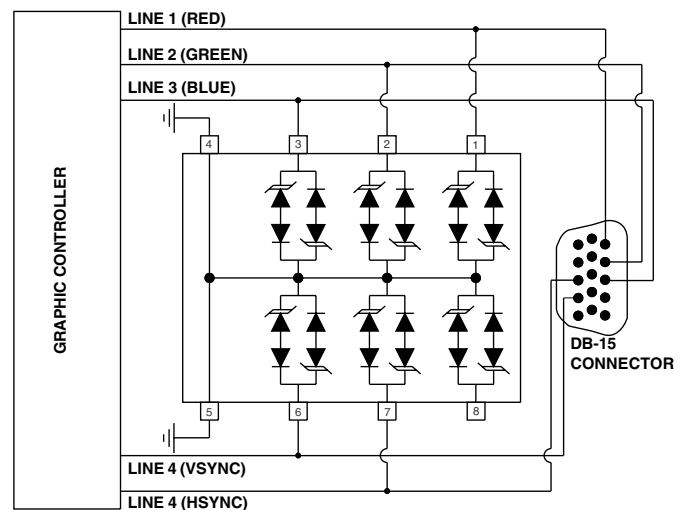 LINE 1 (RED)
LINE 2 (GREEN)
LINE 3 (BLUE)
4
3
2
1
GRAPHIC CONTROLLER
DB-15
CONNECTOR
5
6
7
8
LINE 4 (VSYNC)
LINE 4 (HSYNC)